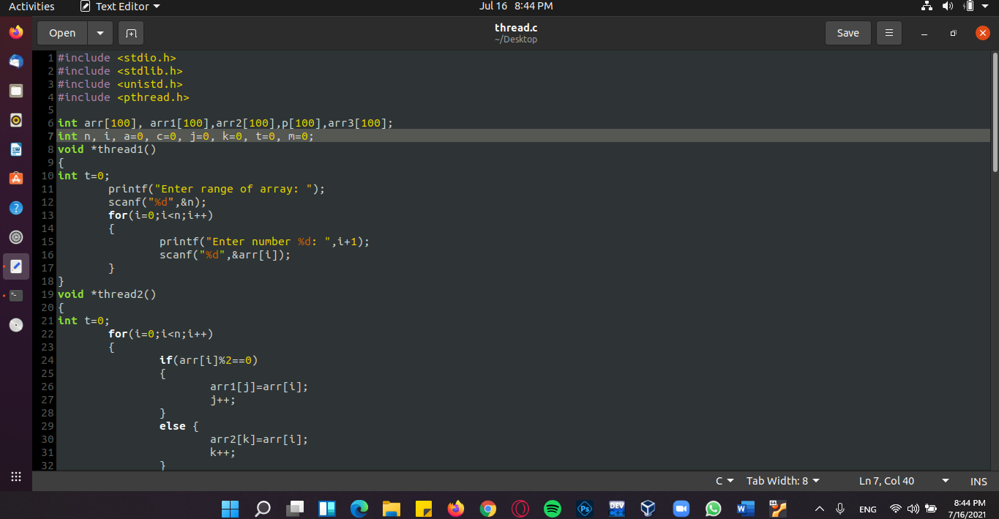 Activities Text Editor Jul 16 8:44 PM
Open thread.c Save
~/Desktop
1 #include <stdio.h>
2 #include <stdlib.h>
3 #include <unistd.h>
4 #include <pthread.h>
5
6 int arr[100], arr1[100],arr2[100],p[100],arr3[100];
7 int n, i, a=0, c=0, j=0, k=0, t=0, m=0;
8 void *thread1()
9 {
10 int t=0;
11 printf("Enter range of array: ");
12 scanf("%d",&n);
13 for(i=0;i<n;i++)
14 {
15 printf("Enter number %d: ",i+1);
16 scanf("%d",&arr[i]);
17 }
18 }
19 void *thread2()
20 {
21 int t=0;
22 for(i=0;i<n;i++)
23 {
24 if(arr[i]%2==0)
25 {
26 arr1[j]=arr[i];
27 j++;
28 }
29 else {
30 arr2[k]=arr[i];
31 k++;
32 }
C Tab Width: 8 Ln 7, Col 40 INS
Ps DEV W 64 ENG 8:44 PM
7/16/2021